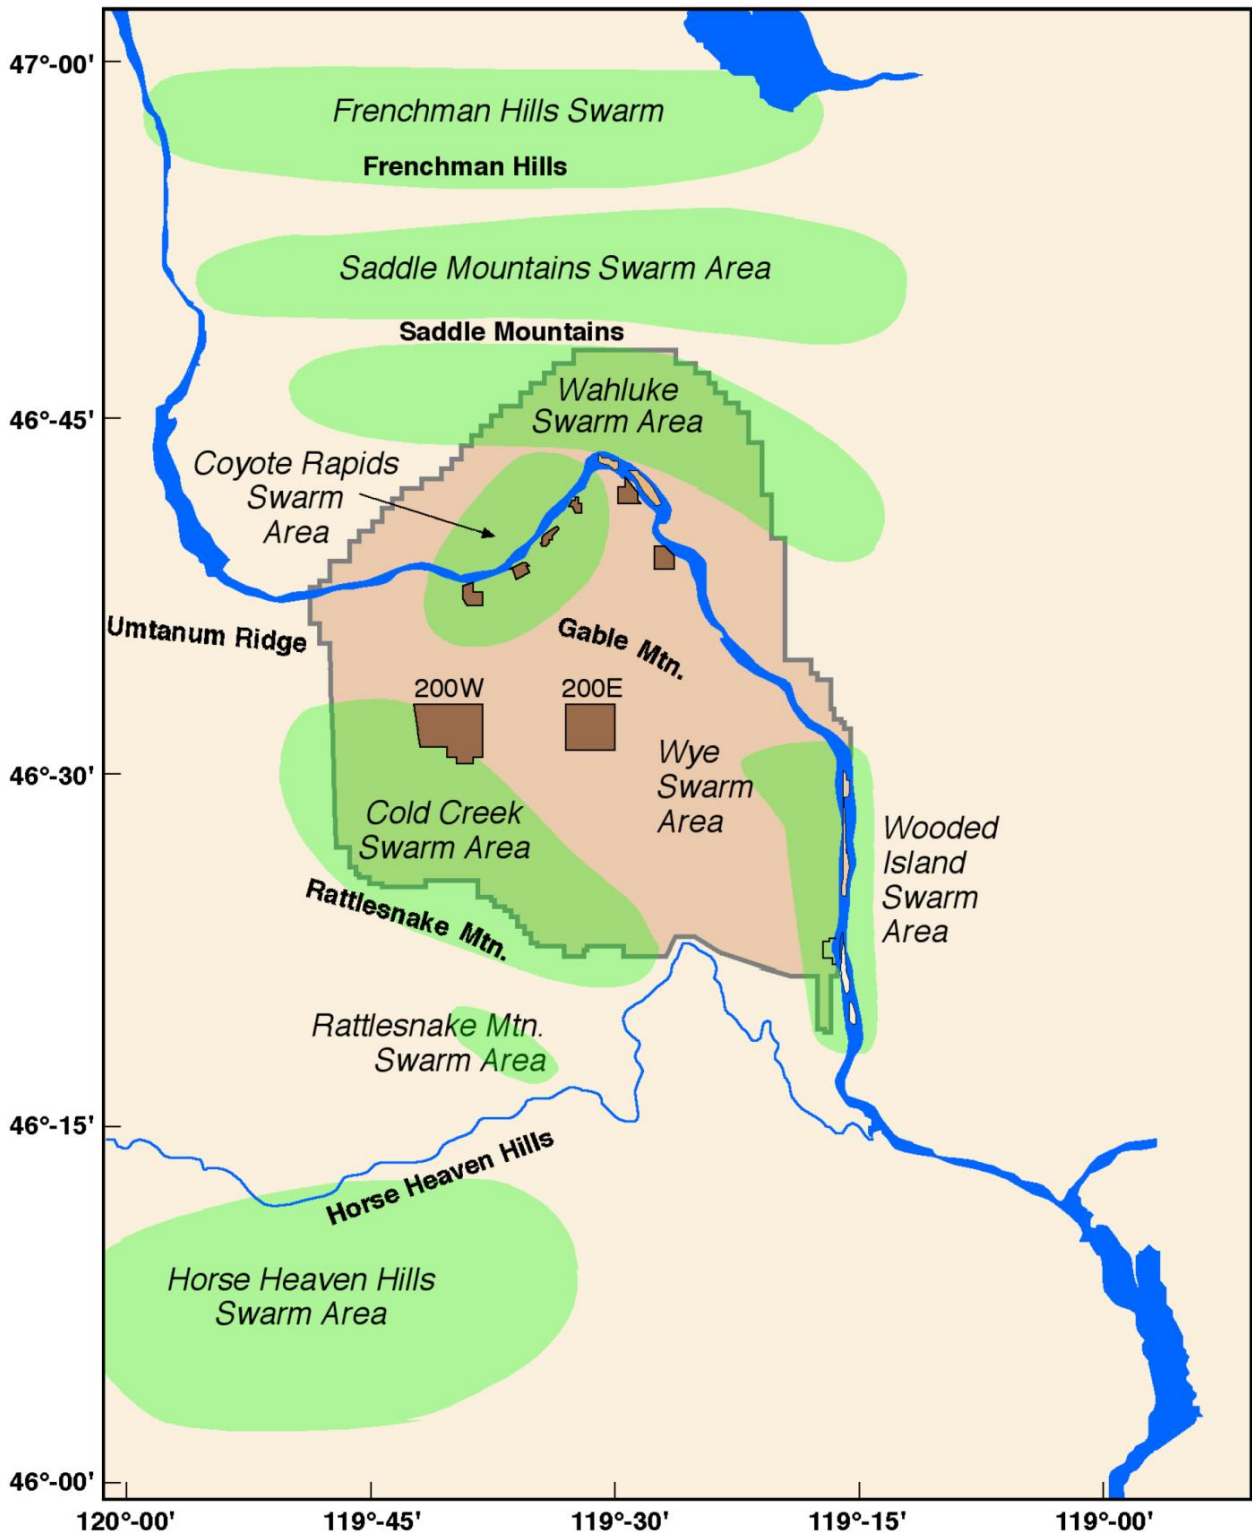 47°-00'
Frenchman Hills Swarm
Frenchman Hills
Saddle Mountains Swarm Area
Saddle Mountains
46°-45'
Wahluke
Swarm Area
Coyote Rapids
Swarm
Area
Umtanum Ridge
Gable Mtn.
200W
200E
46°-30'
Wye
Swarm
Area
Cold Creek
Swarm Area
Wooded
Island
Swarm
Area
Rattlesnake Mtn.
Rattlesnake Mtn.
Swarm Area
46°-15'
Horse Heaven Hills
Horse Heaven Hills
Swarm Area
46°-00'
120°-00'
119°-45'
119°-30'
119°-15'
119°-00'